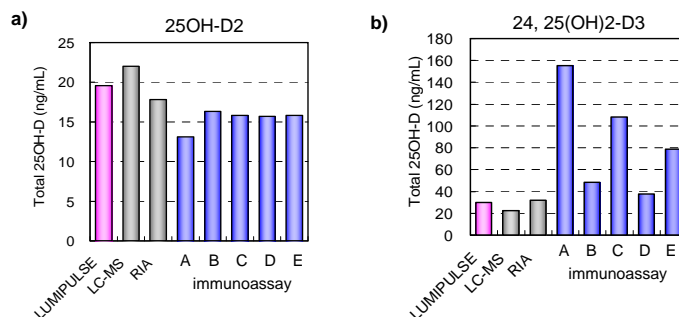 a)
25OH-D2
Total 25OH-D (ng/mL)
25
20
15
10
5
0
LUMIPULSE
LC-MS
RIA
A B C D E
immunoassay
b)
24, 25(OH)2-D3
Total 25OH-D (ng/mL)
180
160
140
120
100
80
60
40
20
0
LUMIPULSE
LC-MS
RIA
A B C D E
immunoassay